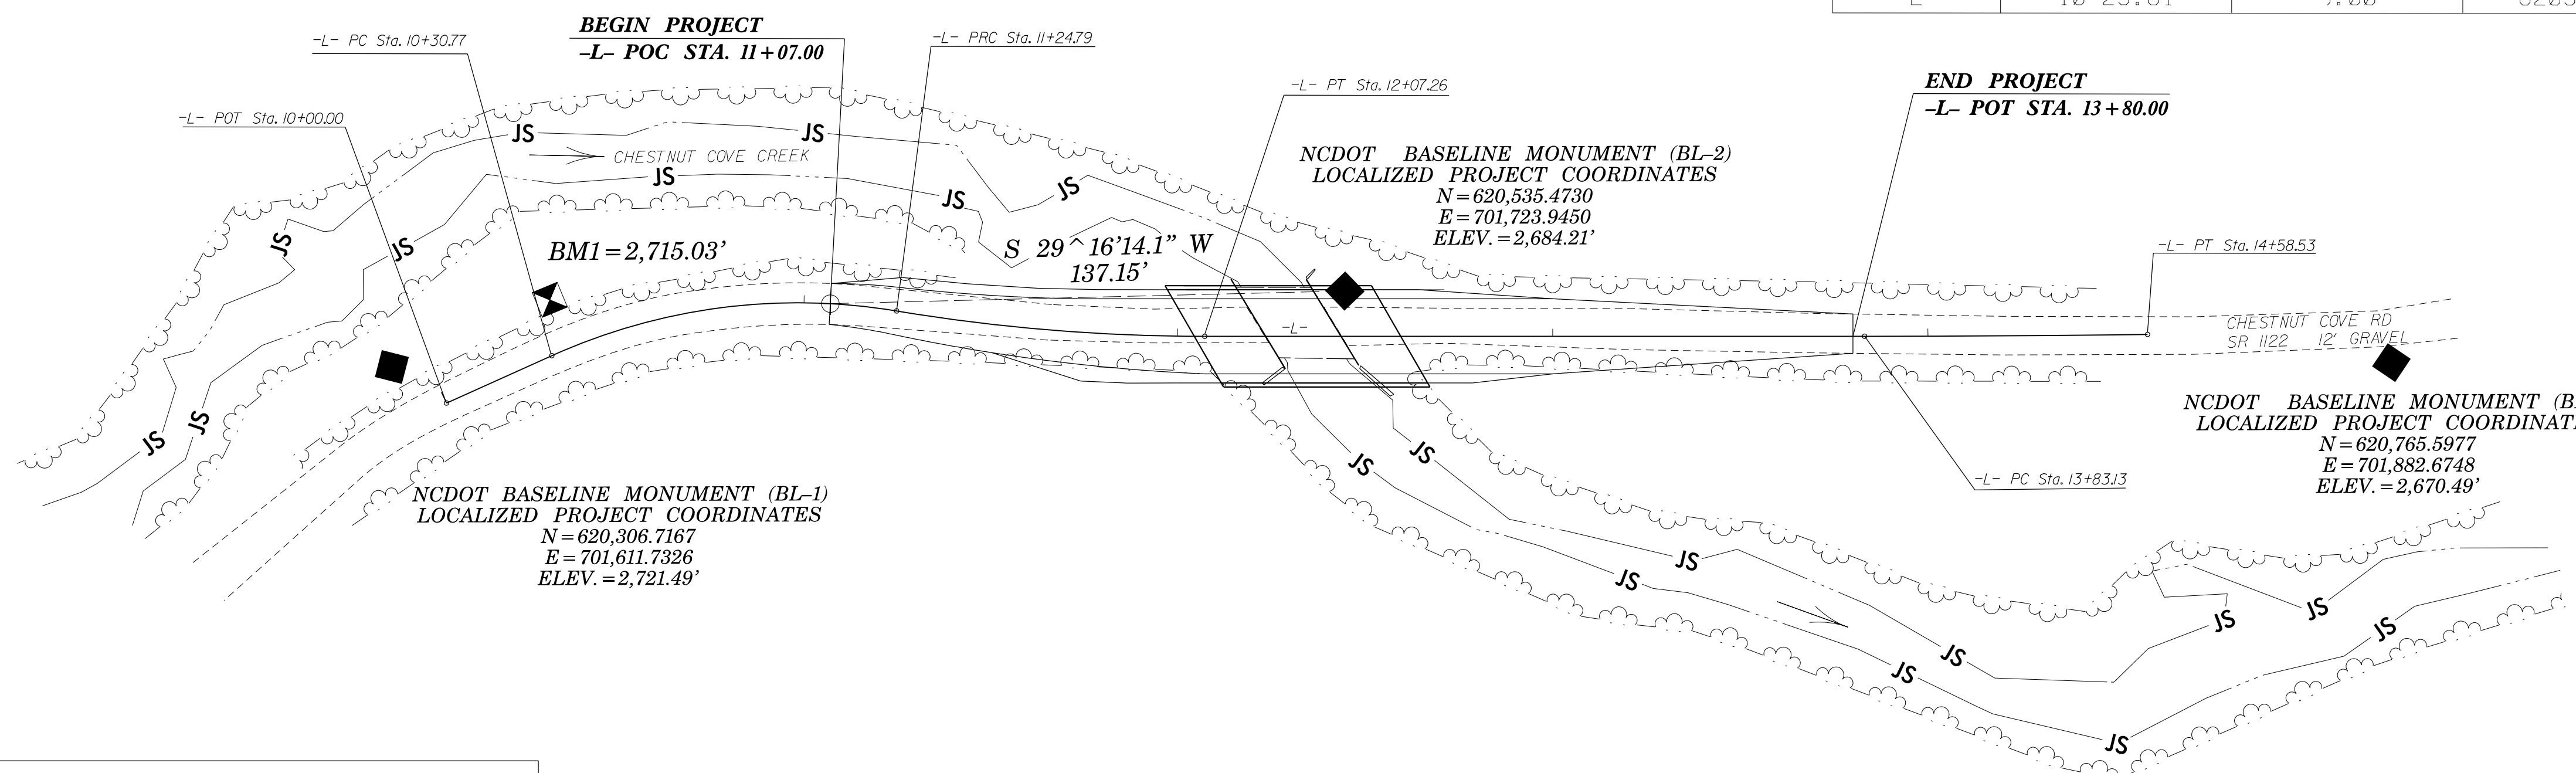 BEGIN PROJECT
-L- POC STA. 11+07.00
-L- PC Sta. 10+30.77
-L- PRC Sta. 11+24.79
-L- POT Sta. 10+00.00
-L- PT Sta. 12+07.26
END PROJECT
-L- POT STA. 13+80.00
JS
JS
CHESTNUT COVE CREEK
JS
JS
JS
JS
JS
NCDOT BASELINE MONUMENT (BL-2)
LOCALIZED PROJECT COORDINATES
N=620,535.4730
E=701,723.9450
ELEV.=2,684.21'
-L- PT Sta. 14+58.53
BM1=2,715.03'
S 29^16'14.1" W
137.15'
-L-
CHESTNUT COVE RD
SR 1122 12' GRAVEL
JS
JS
JS
JS
NCDOT BASELINE MONUMENT
LOCALIZED PROJECT
N=620,765.5977
E=701,882.6748
ELEV.=2,670.49'
-L- PC Sta. 13+83.13
NCDOT BASELINE MONUMENT (BL-1)
LOCALIZED PROJECT COORDINATES
N=620,306.7167
E=701,611.7326
ELEV.=2,721.49'
JS
JS
JS
JS
JS
JS
JS
JS
JS